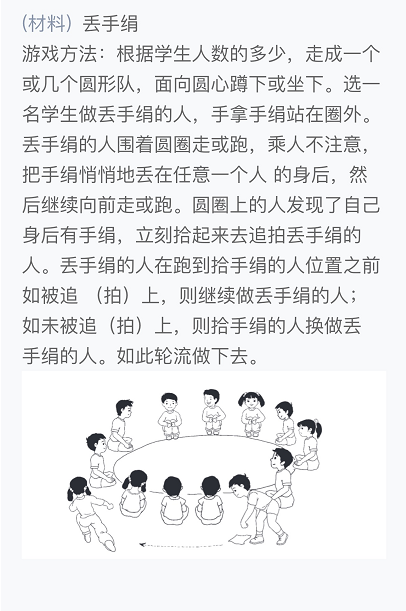 (材料) 丢手绢
游戏方法：根据学生人数的多少，走成一个
或几个圆形队，面向圆心蹲下或坐下。选一
名学生做丢手绢的人，手拿手绢站在圈外。
丢手绢的人围着圆圈走或跑，乘人不注意，
把手绢悄悄地丢在任意一个人 的身后，然
后继续向前走或跑。圆圈上的人发现了自己
身后有手绢，立刻拾起来去追拍丢手绢的
人。丢手绢的人在跑到拾手绢的人位置之前
如被追 （拍）上，则继续做丢手绢的人；
如未被追（拍）上，则拾手绢的人换做丢
手绢的人。如此轮流做下去。